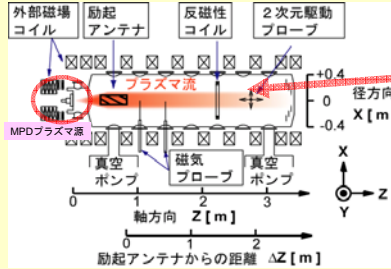 外部磁場
コイル
励起
アンテナ
反磁性
コイル
2次元駆動
プローブ
プラズマ流
+0.4
0
-0.4
径方向
X [m
MPDプラズマ源
真空
ポンプ
磁気
プローブ
真空
ポンプ
0 1 2 3
軸方向 Z [m]
0 1 2
励起アンテナからの距離 ΔZ [m]
X
Z
Y